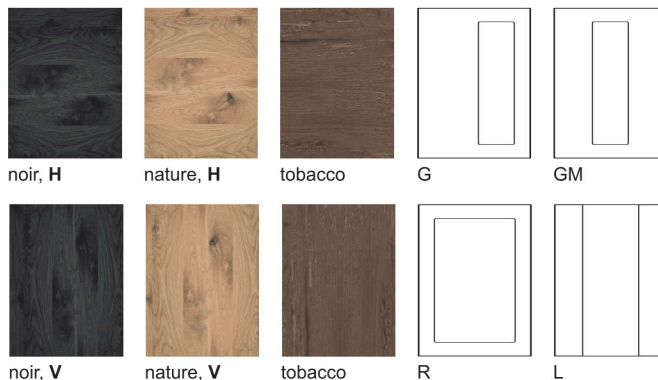 noir, H
nature, H
tobacco
G
GM
noir, V
nature, V
tobacco
R
L